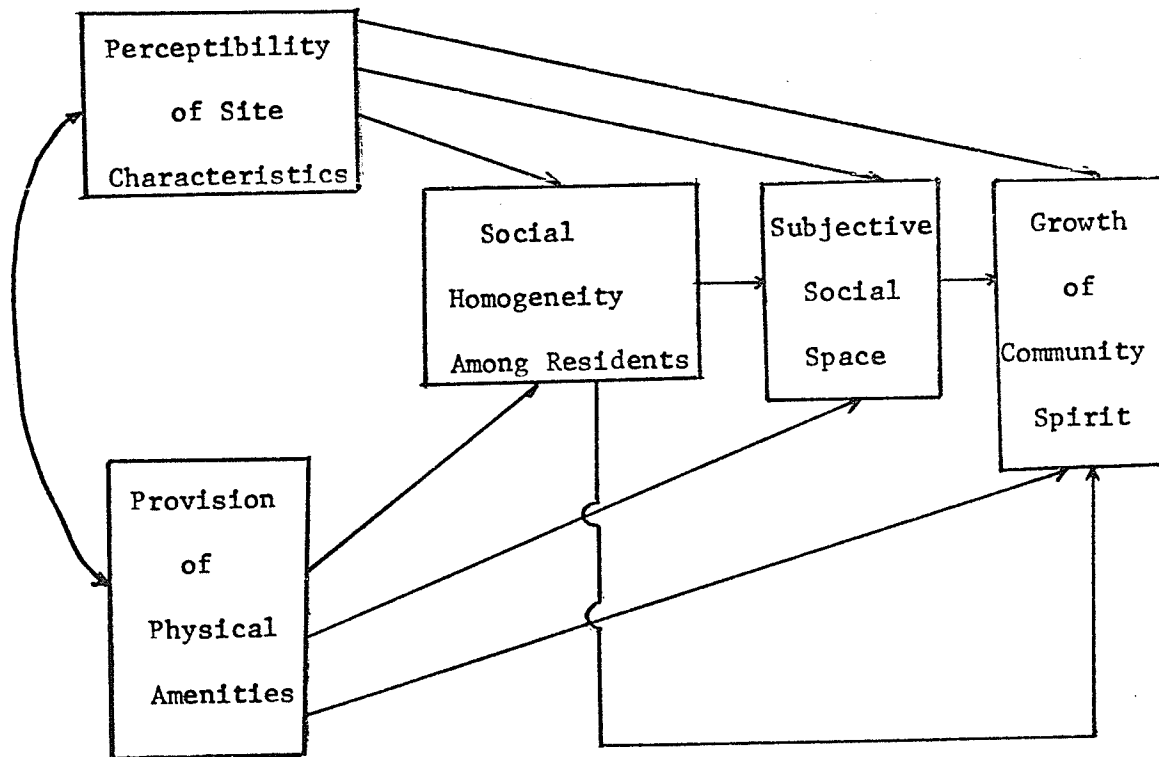 Perceptibility
of Site
Characteristics
Social
Homogeneity
Among Residents
Subjective
Social
Space
Growth
of
Community
Spirit
Provision
of
Physical
Amenities